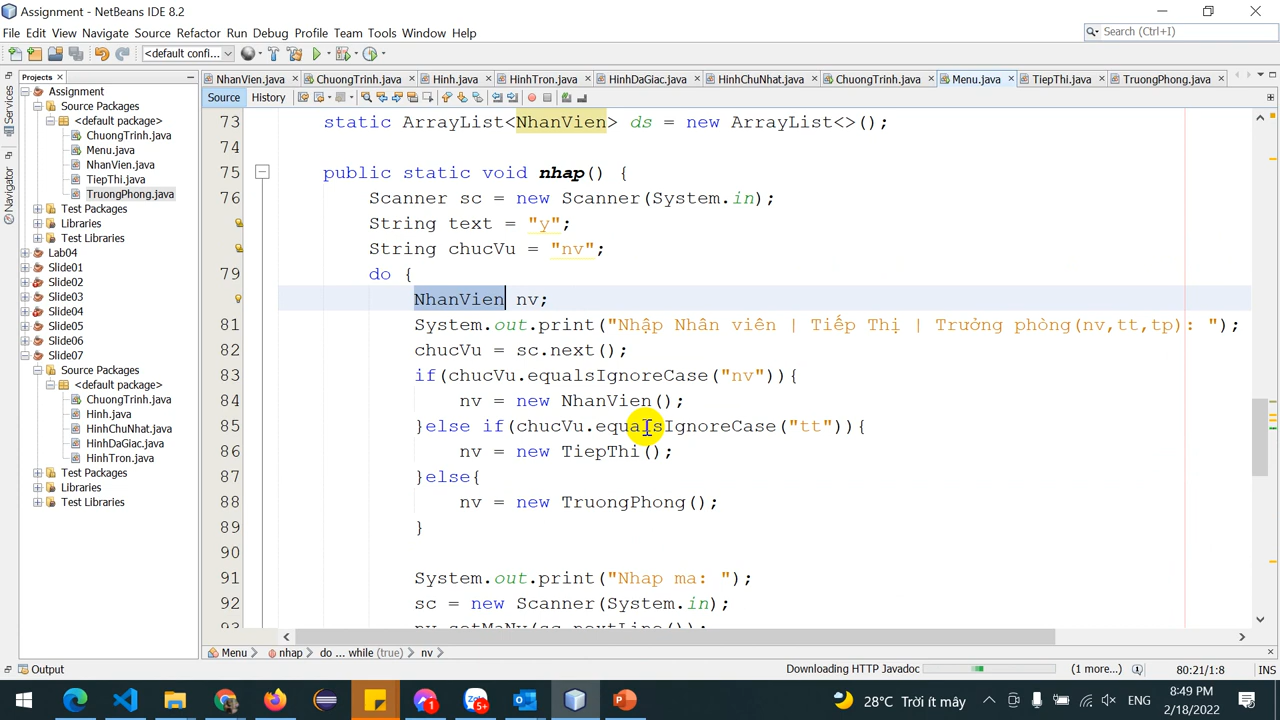 Assignment - NetBeans IDE 8.2
File Edit View Navigate Source Refactor Run Debug Profile Team Tools Window Help
Search (Ctrl+I)
<default confi...
Projects
NhanVien.java ChuongTrinh.java Hinh.java HinhTron.java HinhDaGiac.java HinhChuNhat.java ChuongTrinh.java Menu.java TiepThi.java TruongPhong.java
Services
Navigator
Assignment
Source Packages
<default package>
ChuongTrinh.java
Menu.java
NhanVien.java
TiepThi.java
TruongPhong.java
Test Packages
Libraries
Test Libraries
Lab04
Slide01
Slide02
Slide03
Slide04
Slide05
Slide06
Slide07
Source Packages
<default package>
ChuongTrinh.java
Hinh.java
HinhChuNhat.java
HinhDaGiac.java
HinhTron.java
Test Packages
Libraries
Test Libraries
Source History
73 static ArrayList<NhanVien> ds = new ArrayList<>();
74
75 public static void nhap() {
76 Scanner sc = new Scanner(System.in);
String text = "y";
String chucVu = "nv";
79 do {
NhanVien nv;
81 System.out.print("Nhập Nhân viên | Tiếp Thị | Trưởng phòng(nv,tt,tp): ");
82 chucVu = sc.next();
83 if(chucVu.equalsIgnoreCase("nv")){
84 nv = new NhanVien();
85 }else if(chucVu.equalsIgnoreCase("tt")){
86 nv = new TiepThi();
87 }else{
88 nv = new TruongPhong();
89 }
90
91 System.out.print("Nhap ma: ");
92 sc = new Scanner(System.in);
Menu nhap do ... while (true) nv
Output
Downloading HTTP Javadoc (1 more...) 80:21/1:8 INS
1 5+ 28°C Trời ít mây ENG 8:49 PM
2/18/2022